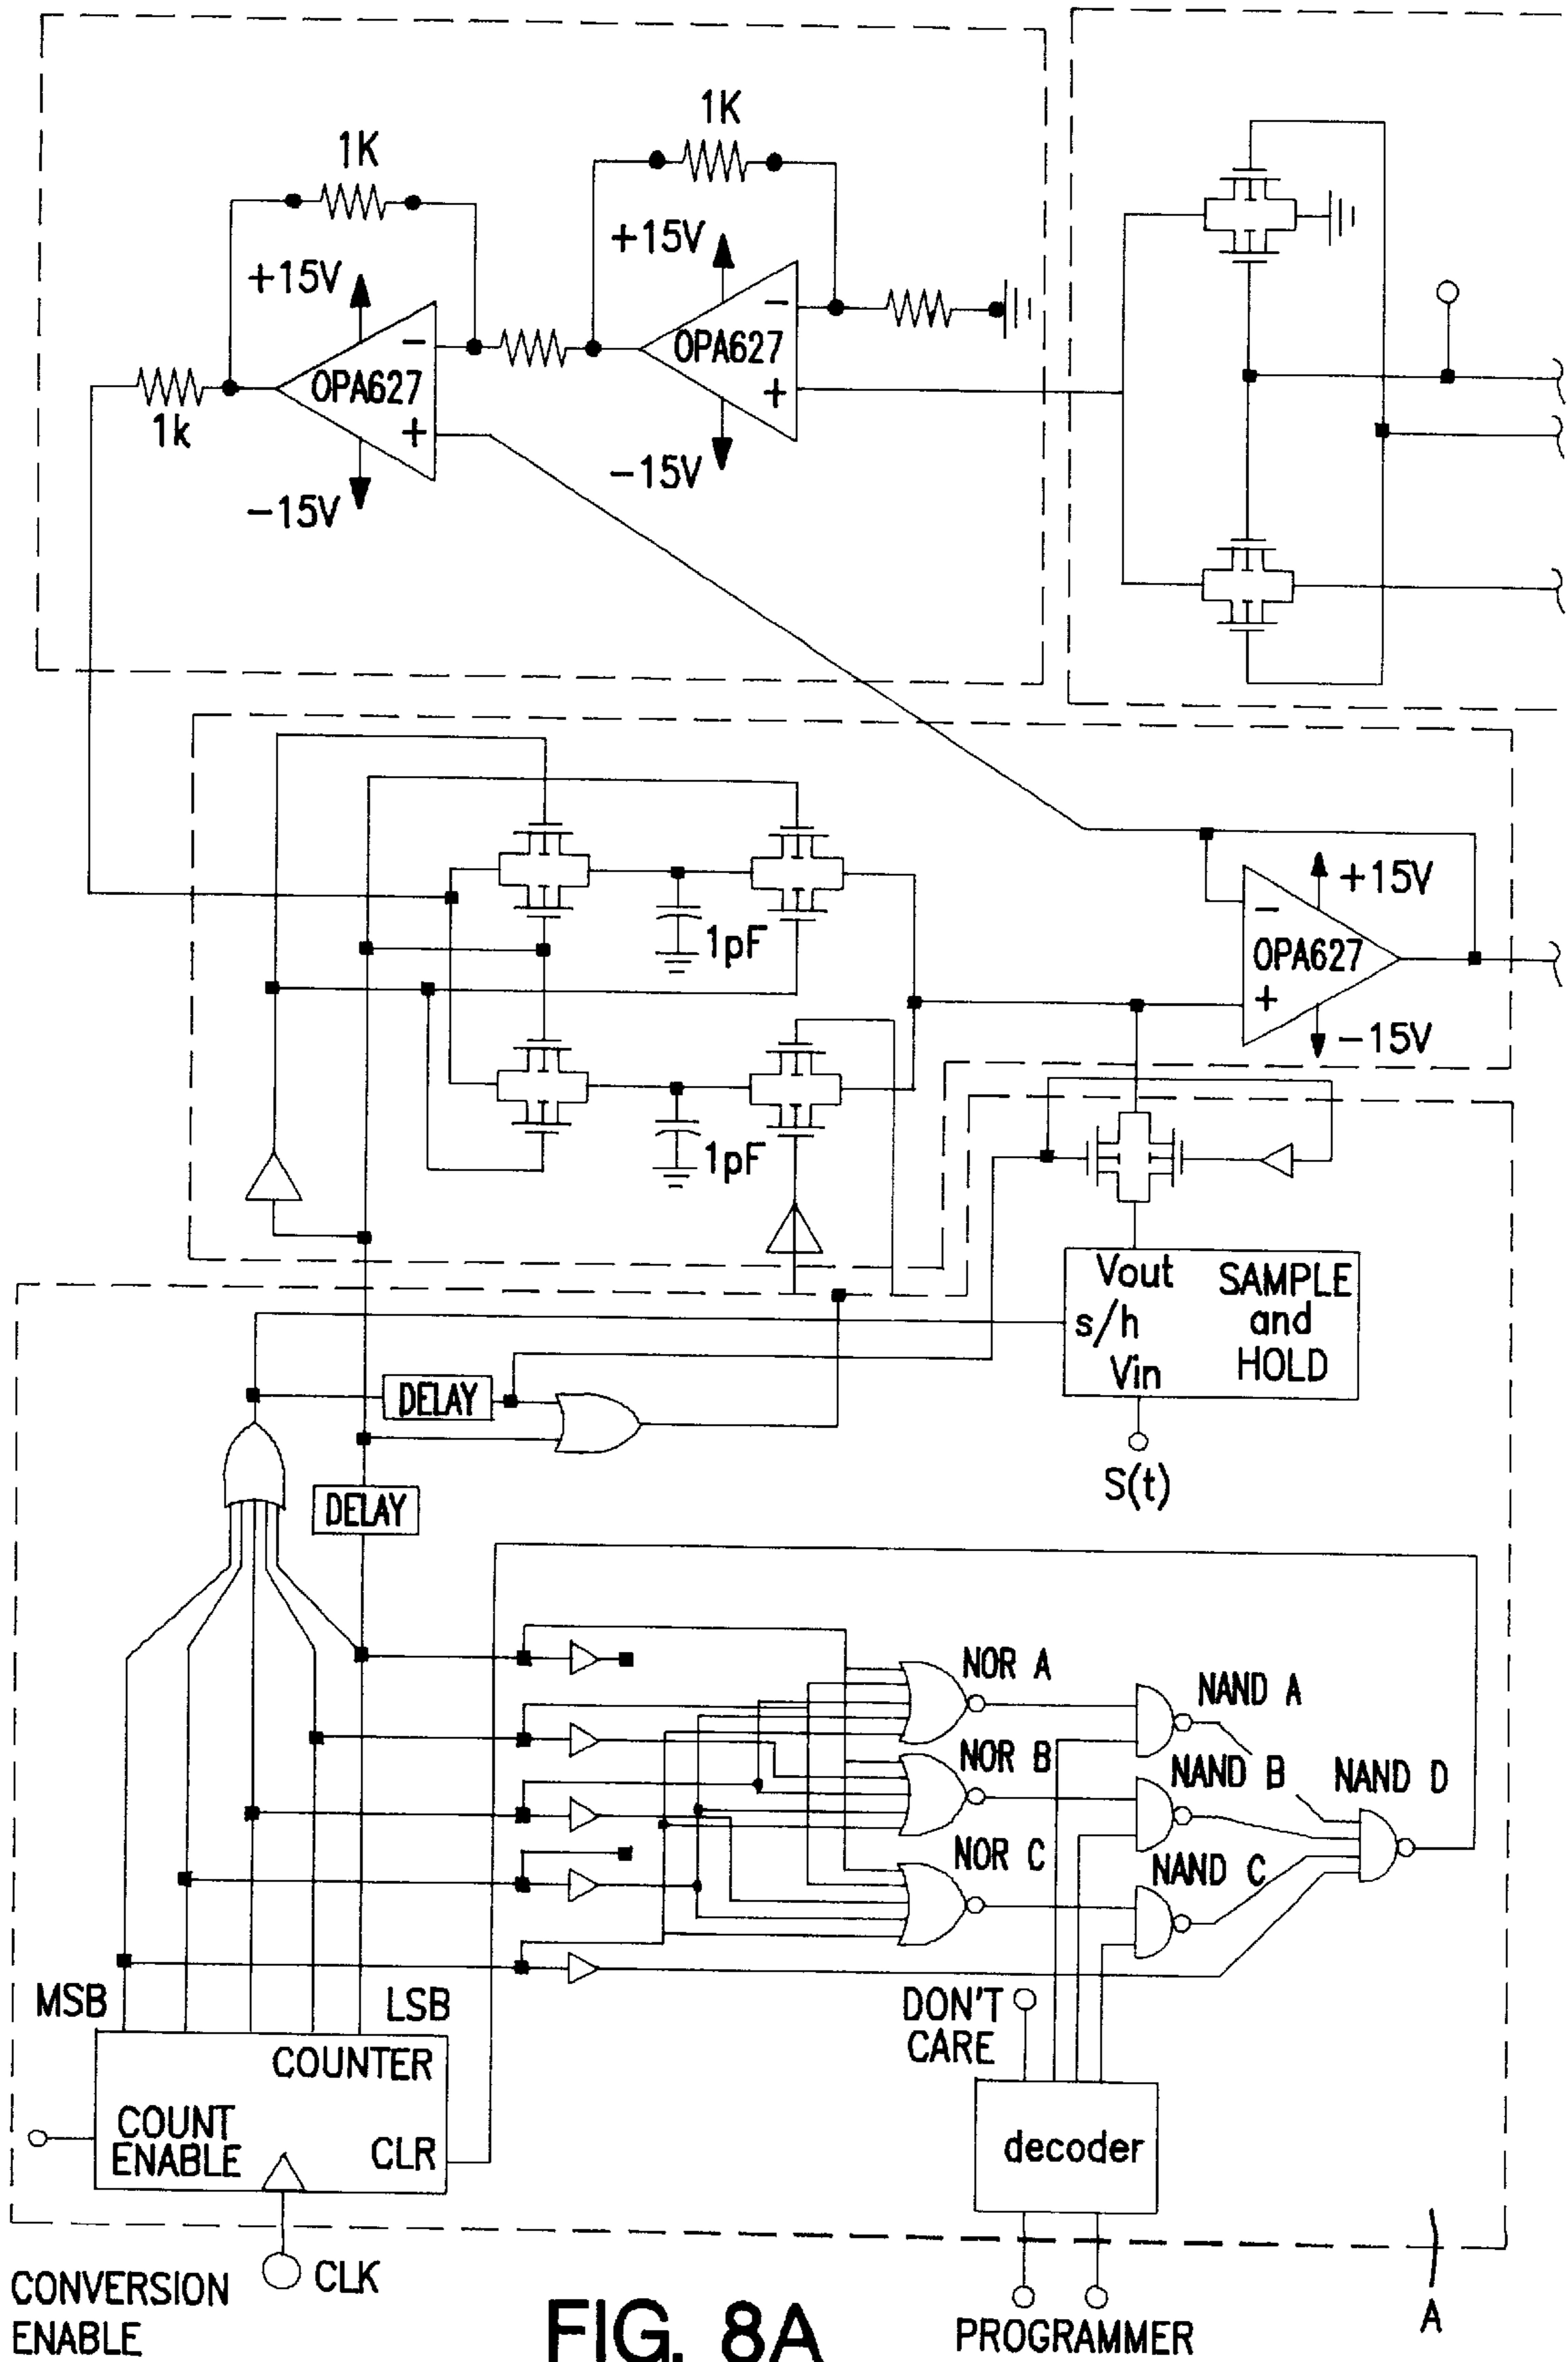 1K
1K
+15V
+15V
-
OPA627
+
-
OPA627
+
1k
-15V
-15V
1pF
1pF
+15V
-
OPA627
+
-15V
Vout
SAMPLE
s/h
and
Vin
HOLD
S(t)
DELAY
DELAY
NOR A
NAND A
NOR B
NAND B
NAND D
NOR C
NAND C
MSB
LSB
COUNTER
COUNT
ENABLE
CLR
DON'T
CARE
decoder
CONVERSION
ENABLE
CLK
PROGRAMMER
A
FIG. 8A